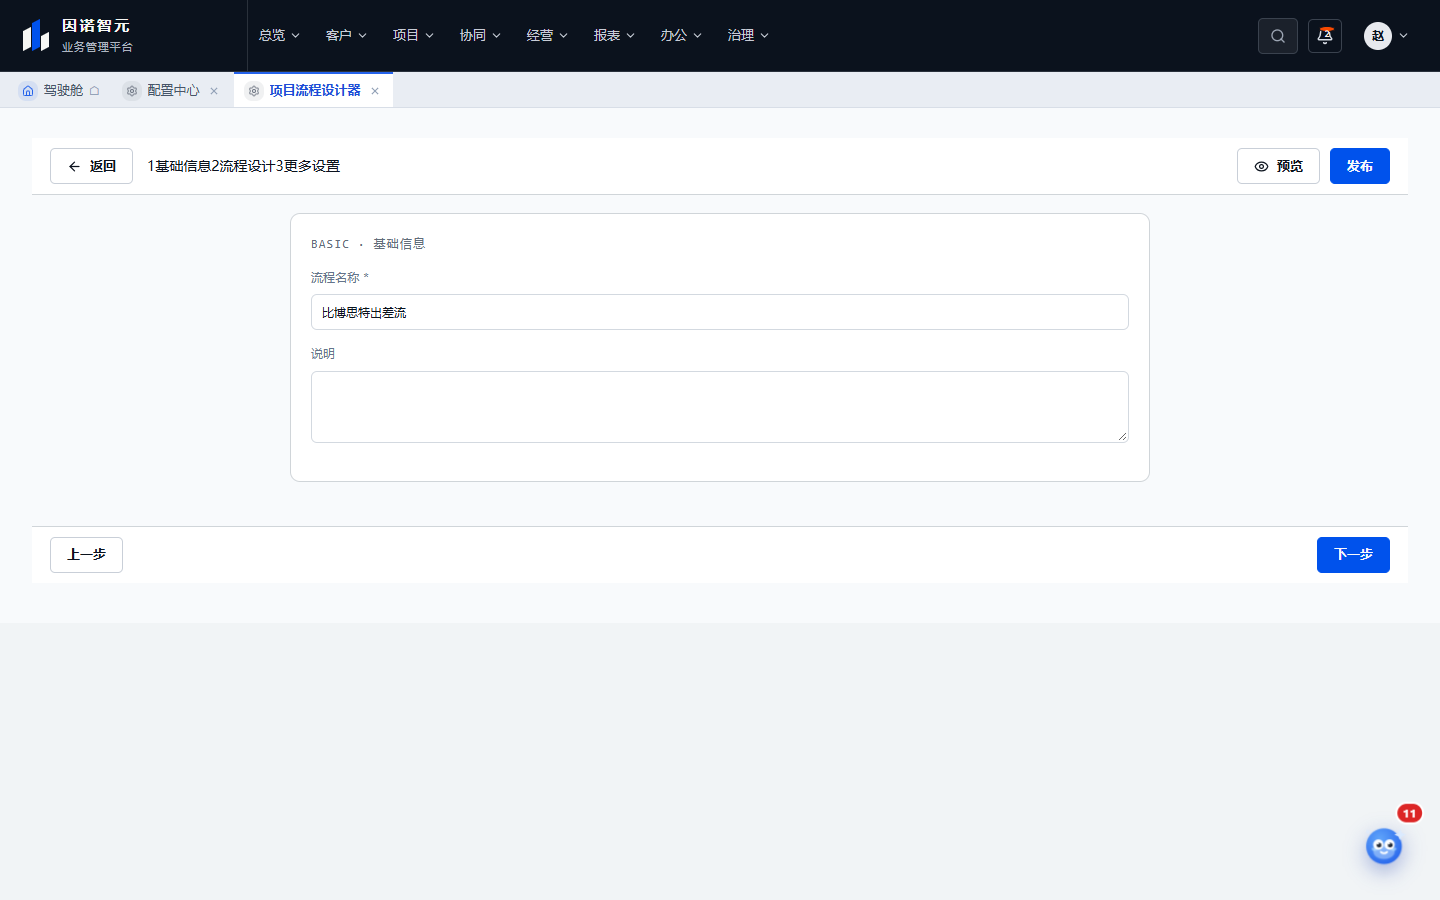 因诺智元
业务管理平台
总览 客户 项目 协同 经营 报表 办公 治理
赵
驾驶舱 配置中心 项目流程设计器
返回 1基础信息2流程设计3更多设置 预览 发布
BASIC · 基础信息
流程名称 *
比博思特出差流
说明
上一步 下一步
11